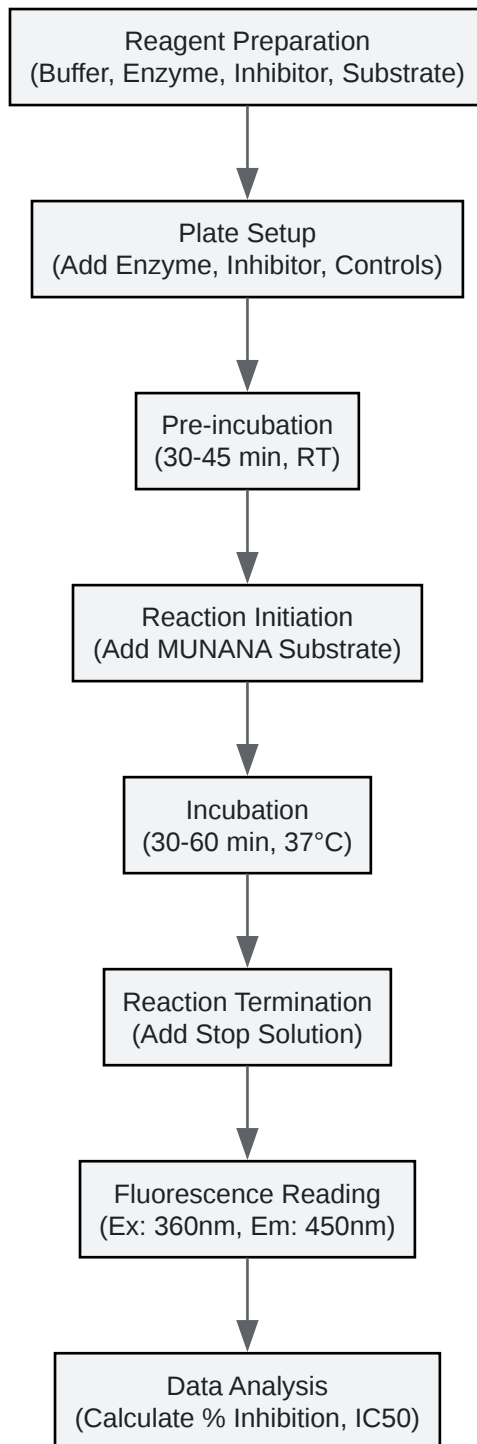 Reagent Preparation
(Buffer, Enzyme, Inhibitor, Substrate)
Plate Setup
(Add Enzyme, Inhibitor, Controls)
Pre-incubation
(30-45 min, RT)
Reaction Initiation
(Add MUNANA Substrate)
Incubation
(30-60 min, 37°C)
Reaction Termination
(Add Stop Solution)
Fluorescence Reading
(Ex: 360nm, Em: 450nm)
Data Analysis
(Calculate % Inhibition, IC50)